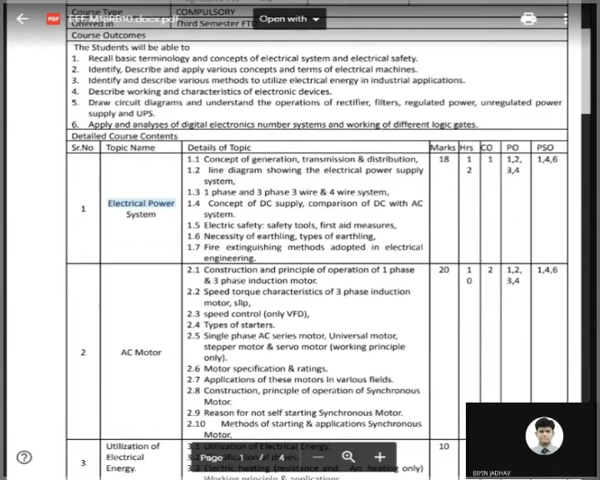 EEE M18RB10.docx.pdf
Open with
Course Type COMPULSORY
Offered in Third Semester FTD
Course Outcomes
The Students will be able to
1. Recall basic terminology and concepts of electrical system and electrical safety.
2. Identify, Describe and apply various concepts and terms of electrical machines.
3. Identify and describe various methods to utilize electrical energy in industrial applications.
4. Describe working and characteristics of electronic devices.
5. Draw circuit diagrams and understand the operations of rectifier, filters, regulated power, unregulated power
supply and UPS.
6. Apply and analyses of digital electronics number systems and working of different logic gates.
Detailed Course Contents
Sr.No Topic Name Details of Topic Marks Hrs CO PO PSO
1 Electrical Power System
1.1 Concept of generation, transmission & distribution, 18 1 1 1,2, 1,4,6
1.2 line diagram showing the electrical power supply 2 3,4
system,
1.3 1 phase and 3 phase 3 wire & 4 wire system,
1.4 Concept of DC supply, comparison of DC with AC
system.
1.5 Electric safety: safety tools, first aid measures,
1.6 Necessity of earthling, types of earthling,
1.7 Fire extinguishing methods adopted in electrical
engineering.
2 AC Motor
2.1 Construction and principle of operation of 1 phase 20 1 2 1,2, 1,4,6
& 3 phase induction motor. 0 3,4
2.2 Speed torque characteristics of 3 phase induction
motor, slip,
2.3 speed control (only VFD),
2.4 Types of starters.
2.5 Single phase AC series motor, Universal motor,
stepper motor & servo motor (working principle
only).
2.6 Motor specification & ratings.
2.7 Applications of these motors in various fields.
2.8 Construction, principle of operation of Synchronous
Motor.
2.9 Reason for not self starting Synchronous Motor.
2.10 Methods of starting & applications Synchronous
Motor.
3 Utilization of Electrical Energy.
3.1 Utilization of Electrical Energy. 10
3.3 Electric heating (resistance and Arc heating only)
Working principle & applications
Page 1 / 4
BIPIN JADHAV